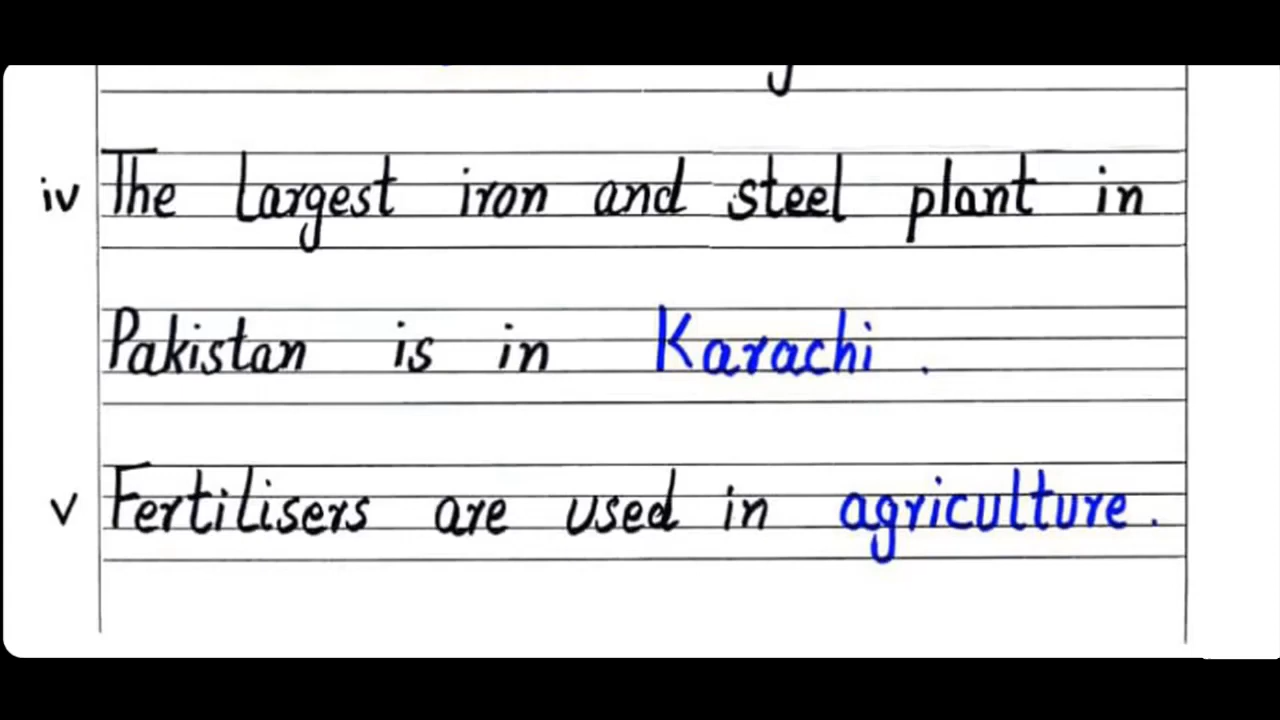 iv The largest iron and steel plant in
Pakistan is in Karachi .
v Fertilisers are used in agriculture .